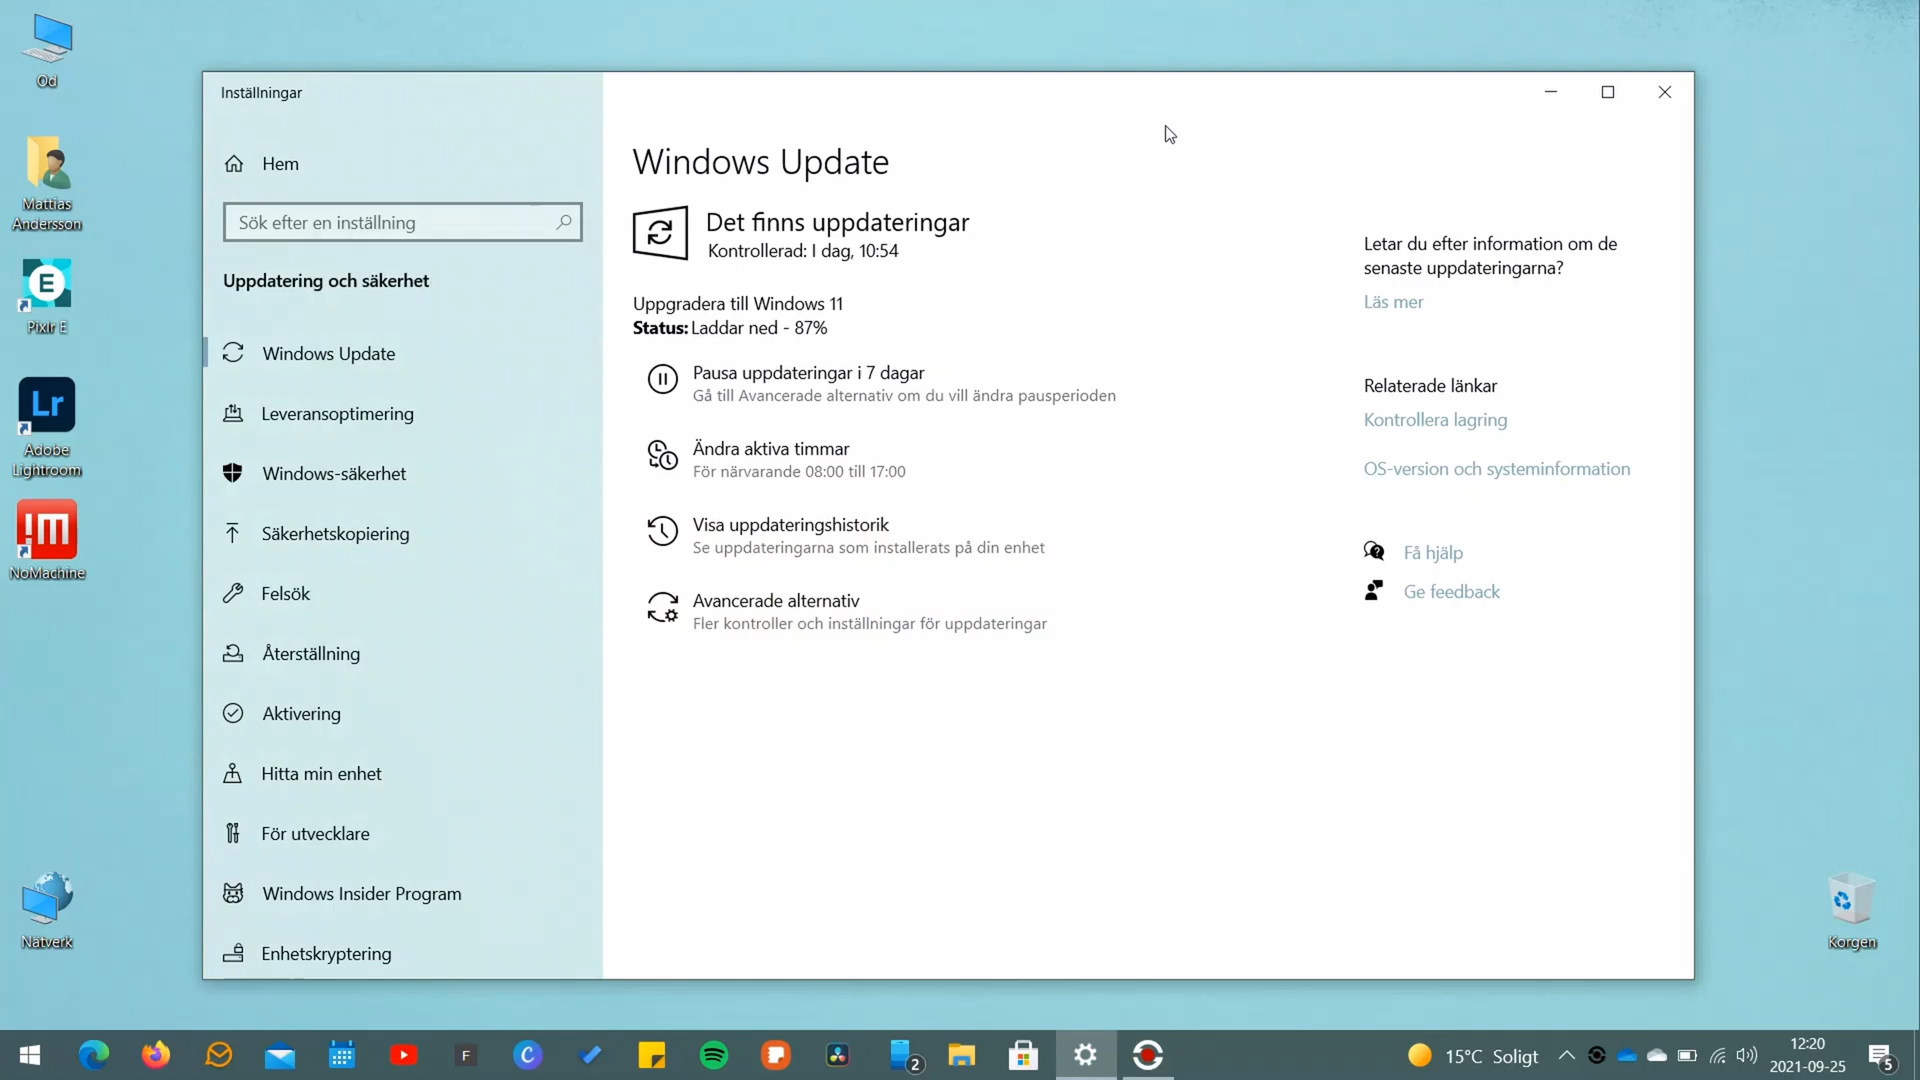 Od
Mattias
Andersson
E
Pixlr E
Lr
Adobe
Lightroom
!M
NoMachine
Nätverk
Inställningar
Hem
Sök efter en inställning
Uppdatering och säkerhet
Windows Update
Leveransoptimering
Windows-säkerhet
Säkerhetskopiering
Felsök
Återställning
Aktivering
Hitta min enhet
För utvecklare
Windows Insider Program
Enhetskryptering
Windows Update
Det finns uppdateringar
Kontrollerad: I dag, 10:54
Uppgradera till Windows 11
Status: Laddar ned - 87%
Pausa uppdateringar i 7 dagar
Gå till Avancerade alternativ om du vill ändra pausperioden
Ändra aktiva timmar
För närvarande 08:00 till 17:00
Visa uppdateringshistorik
Se uppdateringarna som installerats på din enhet
Avancerade alternativ
Fler kontroller och inställningar för uppdateringar
Letar du efter information om de
senaste uppdateringarna?
Läs mer
Relaterade länkar
Kontrollera lagring
OS-version och systeminformation
Få hjälp
Ge feedback
Korgen
F
C
2
15°C Soligt
12:20
2021-09-25
5